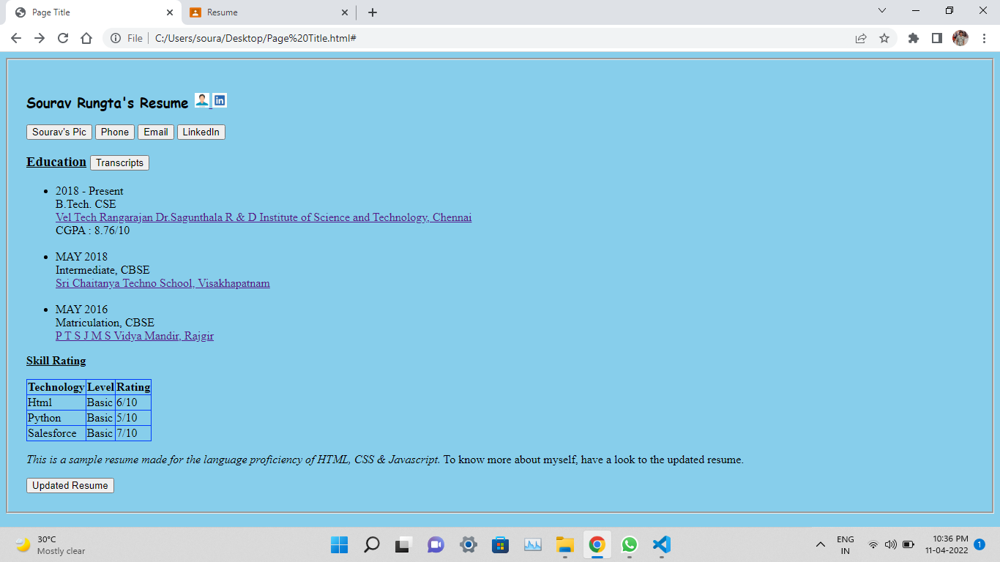 Page Title
Resume
File
C:/Users/soura/Desktop/Page%20Title.html#
Sourav Rungta's Resume
in
Sourav's Pic Phone Email LinkedIn
Education Transcripts
2018 - Present
B.Tech. CSE
Vel Tech Rangarajan Dr.Sagunthala R & D Institute of Science and Technology, Chennai
CGPA : 8.76/10
MAY 2018
Intermediate, CBSE
Sri Chaitanya Techno School, Visakhapatnam
MAY 2016
Matriculation, CBSE
P T S J M S Vidya Mandir, Rajgir
Skill Rating
Technology Level Rating
Html Basic 6/10
Python Basic 5/10
Salesforce Basic 7/10
This is a sample resume made for the language proficiency of HTML, CSS & Javascript. To know more about myself, have a look to the updated resume.
Updated Resume
30°C
Mostly clear
ENG
IN
10:36 PM
11-04-2022
1